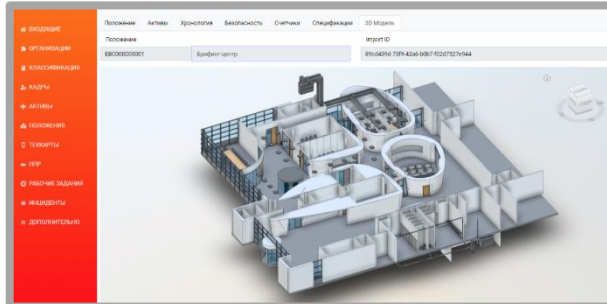 Положение Активы Хронология Безопасность Счетчики Спецификации 3D Модель
Положение Import ID
Брифинг центр
ВХОДЯЩИЕ
ОРГАНИЗАЦИИ
КЛАССИФИКАЦИЯ
КАДРЫ
АКТИВЫ
ПОЛОЖЕНИЯ
ТЕХКАРТЫ
ППР
РАБОЧИЕ ЗАДАНИЯ
ИНЦИДЕНТЫ
ДОПОЛНИТЕЛЬНО